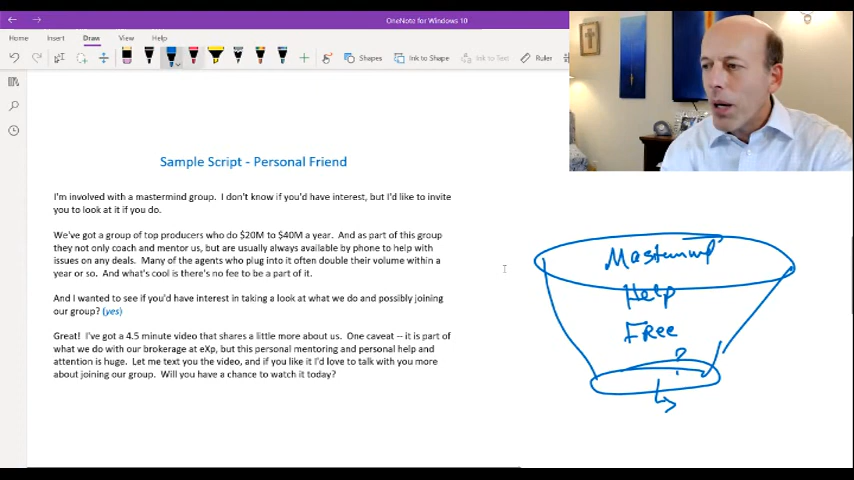 OneNote for Windows 10
Home Insert Draw View Help
Shapes Ink to Shape Ink to Text Ruler
Sample Script - Personal Friend
I'm involved with a mastermind group. I don't know if you'd have interest, but I'd like to invite
you to look at it if you do.
We've got a group of top producers who do $20M to $40M a year. And as part of this group
they not only coach and mentor us, but are usually always available by phone to help with
issues on any deals. Many of the agents who plug into it often double their volume within a
year or so. And what's cool is there's no fee to be a part of it.
And I wanted to see if you'd have interest in taking a look at what we do and possibly joining
our group? (yes)
Great! I've got a 4.5 minute video that shares a little more about us. One caveat -- it is part of
what we do with our brokerage at eXp, but this personal mentoring and personal help and
attention is huge. Let me text you the video, and if you like it I'd love to talk with you more
about joining our group. Will you have a chance to watch it today?
Mastermind
Help
FREE
?